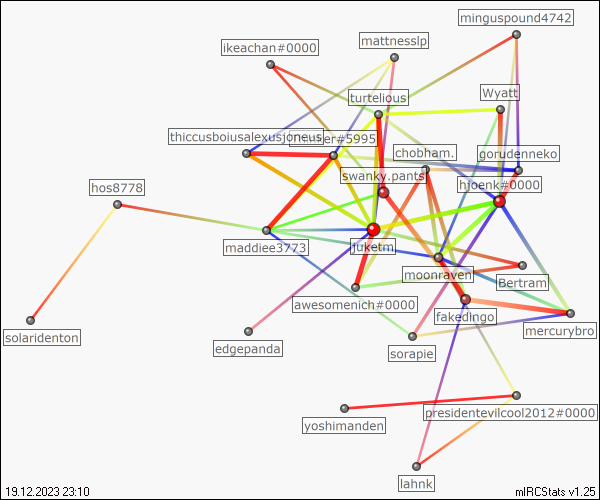 minguspound4742
mattnesslp
ikeachan#0000
Wyatt
turtelious
thiccusboiusalexusjoneus
#5995
chobham.
gorudenneko
swanky.pants
hjoenk#0000
hos8778
maddiee3773
juketm
moonraven
Bertram
awesomenich#0000
fakedingo
mercurybro
solaridenton
edgepanda
sorapie
presidentevilcool2012#0000
yoshimanden
lahnk
19.12.2023 23:10
mIRCStats v1.25